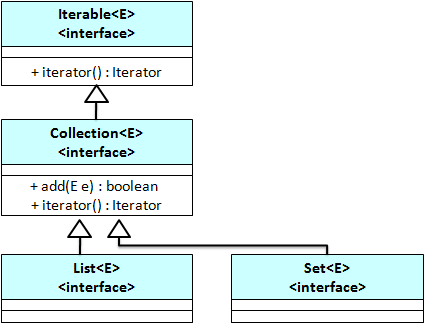 Iterable<E>
<interface>
+ iterator() : Iterator
Collection<E>
<interface>
+ add(E e) : boolean
+ iterator() : Iterator
List<E>
<interface>
Set<E>
<interface>